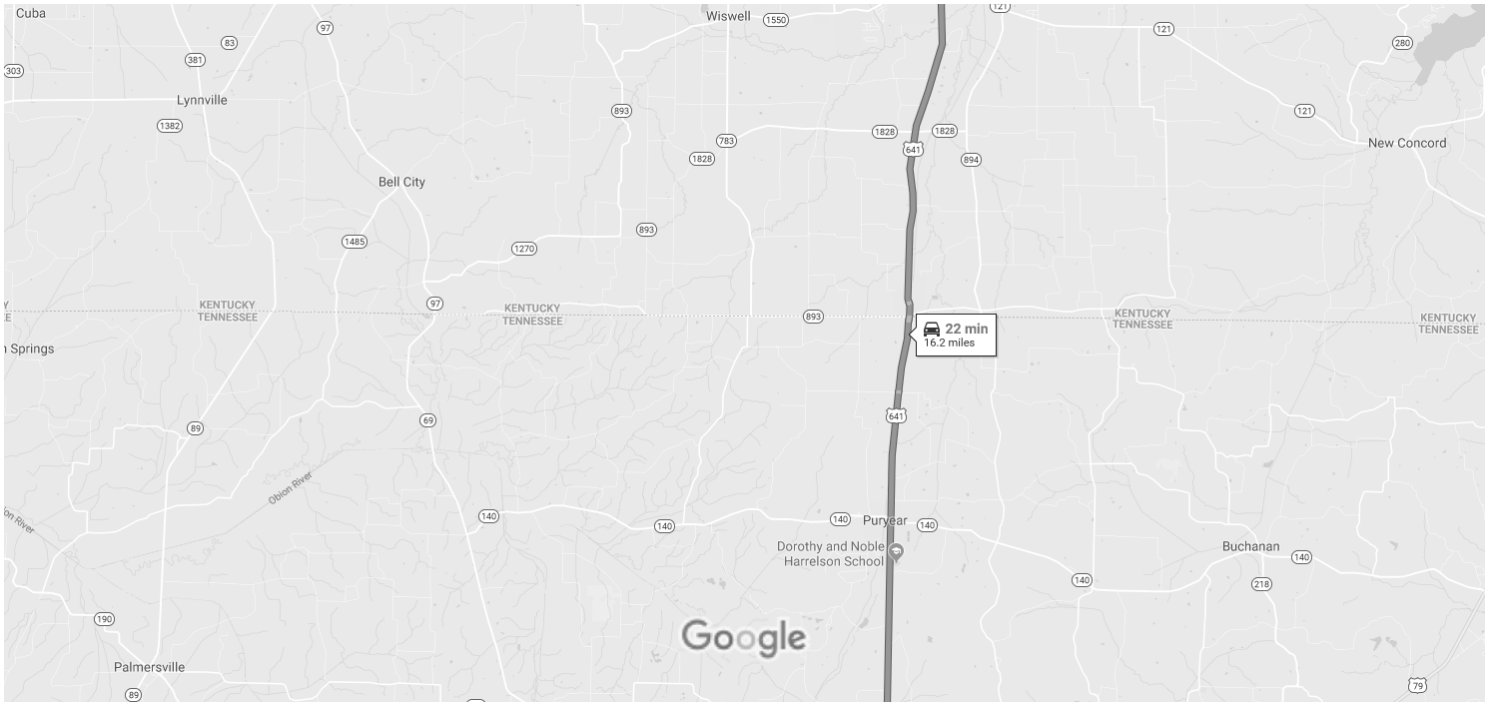 Cuba
Wiswell
1550
121
97
83
381
303
121
280
Lynnville
893
121
1382
783
1828
1828
641
New Concord
1828
894
Bell City
893
1485
1270
97
KENTUCKY
TENNESSEE
KENTUCKY
TENNESSEE
893
KENTUCKY
TENNESSEE
KENTUCKY
TENNESSEE
22 min
16.2 miles
Springs
641
69
89
Obion River
River
140
140
140
Puryear
140
Dorothy and Noble
Harrelson School
Buchanan
140
140
218
190
Google
Palmersville
89
79